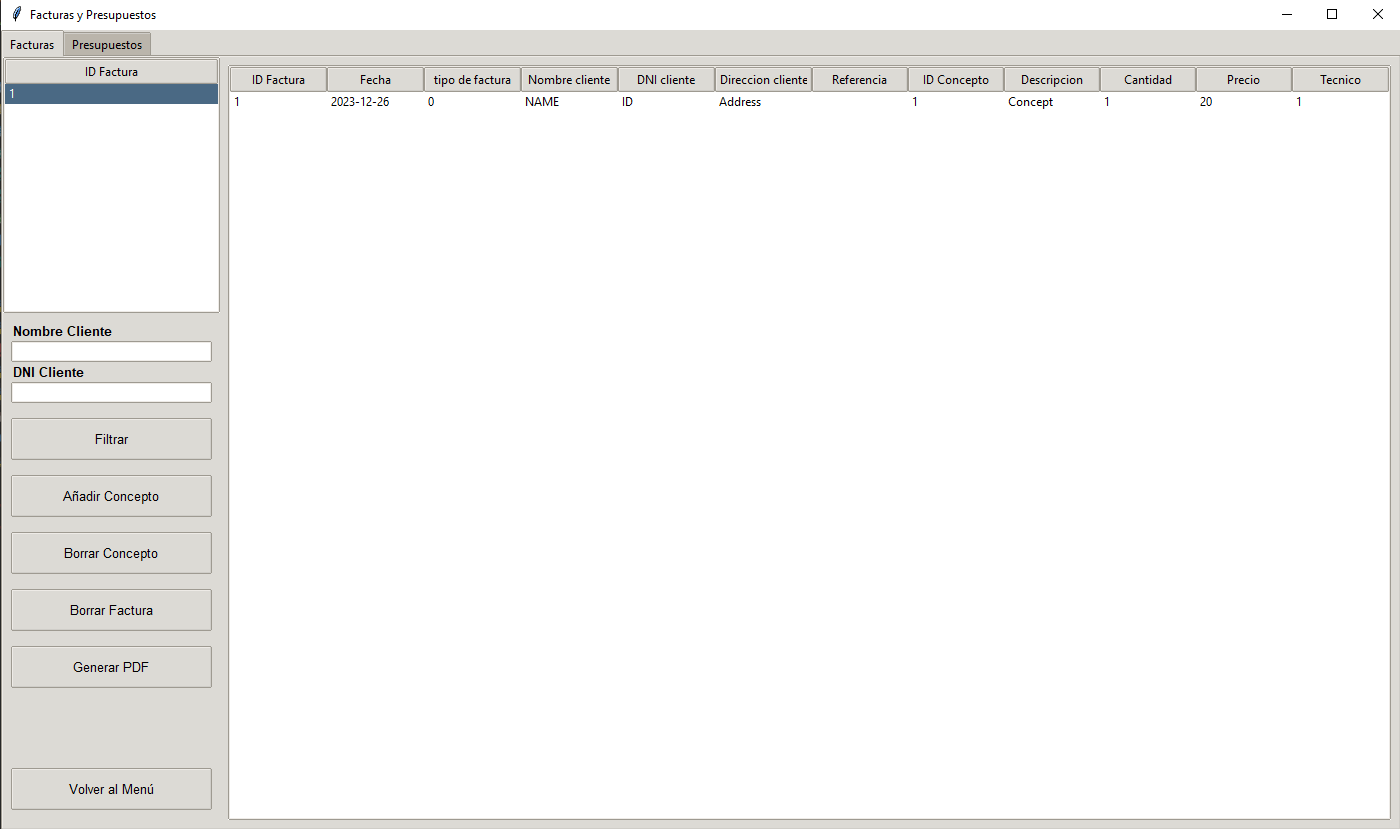 Facturas y Presupuestos
Facturas Presupuestos
ID Factura
1
Nombre Cliente
DNI Cliente
Filtrar
Añadir Concepto
Borrar Concepto
Borrar Factura
Generar PDF
Volver al Menú
ID Factura Fecha tipo de factura Nombre cliente DNI cliente Direccion cliente Referencia ID Concepto Descripcion Cantidad Precio Tecnico
1 2023-12-26 0 NAME ID Address 1 Concept 1 20 1